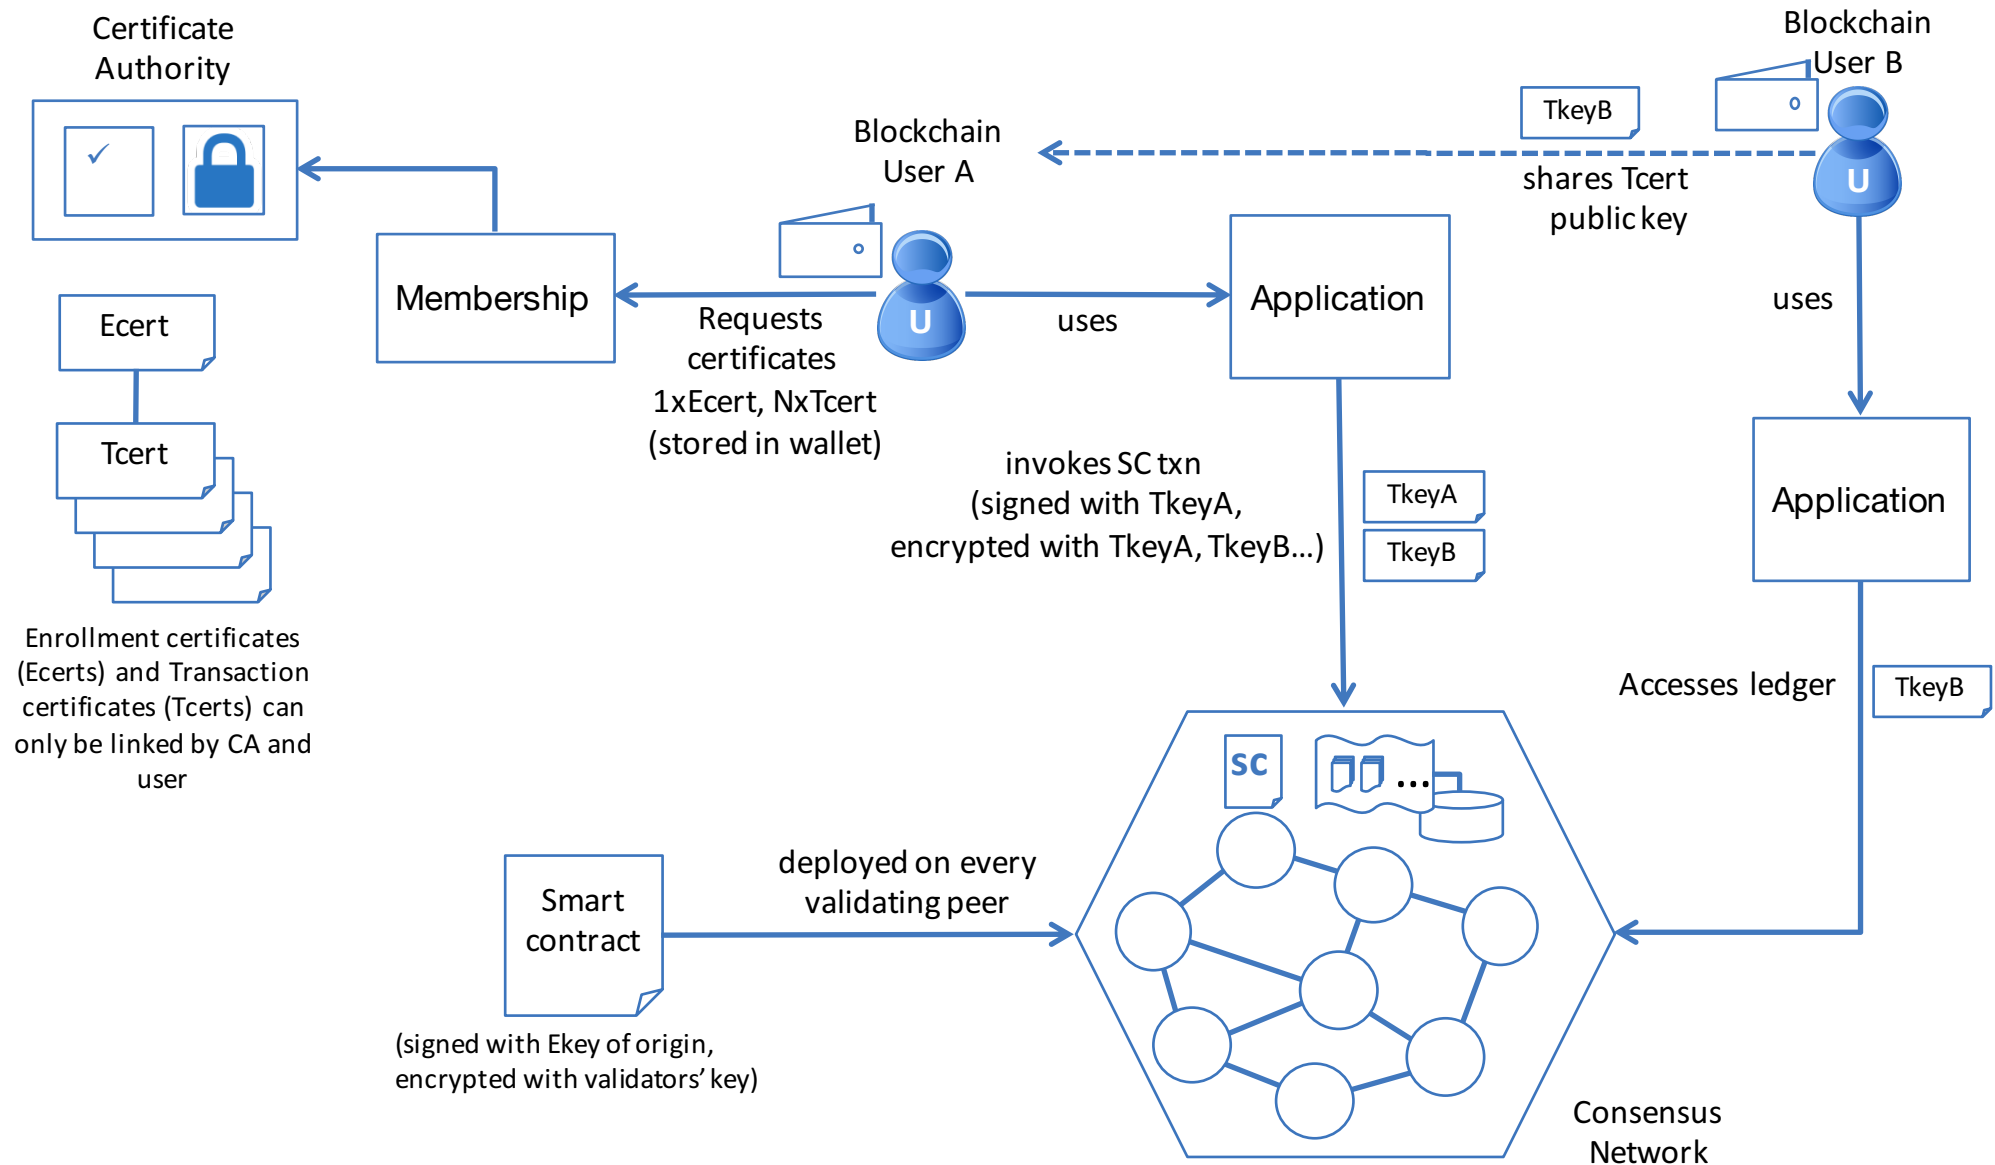 Certificate
Authority
Blockchain
User A
Blockchain
User B
TkeyB
shares Tcert
public key
U
U
Membership
Requests
certificates
1xEcert, NxTcert
(stored in wallet)
uses
Application
uses
Application
Ecert
Tcert
Enrollment certificates
(Ecerts) and Transaction
certificates (Tcerts) can
only be linked by CA and
user
invokes SC txn
(signed with TkeyA,
encrypted with TkeyA, TkeyB...)
TkeyA
TkeyB
Accesses ledger
TkeyB
SC
...
Smart
contract
deployed on every
validating peer
(signed with Ekey of origin,
encrypted with validators’ key)
Consensus
Network